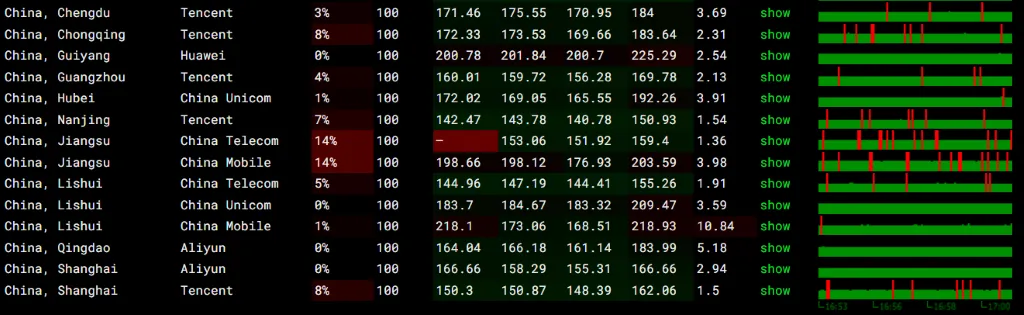 China, Chengdu Tencent 3% 100 171.46 175.55 170.95 184 3.69 show
China, Chongqing Tencent 8% 100 172.33 173.53 169.66 183.64 2.31 show
China, Guiyang Huawei 0% 100 200.78 201.84 200.7 225.29 2.54 show
China, Guangzhou Tencent 4% 100 160.01 159.72 156.28 169.78 2.13 show
China, Hubei China Unicom 1% 100 172.02 169.05 165.55 192.26 3.91 show
China, Nanjing Tencent 7% 100 142.47 143.78 140.78 150.93 1.54 show
China, Jiangsu China Telecom 14% 100 – 153.06 151.92 159.4 1.36 show
China, Jiangsu China Mobile 14% 100 198.66 198.12 176.93 203.59 3.98 show
China, Lishui China Telecom 5% 100 144.96 147.19 144.41 155.26 1.91 show
China, Lishui China Unicom 0% 100 183.7 184.67 183.32 209.47 3.59 show
China, Lishui China Mobile 1% 100 218.1 173.06 168.51 218.93 10.84 show
China, Qingdao Aliyun 0% 100 164.04 166.18 161.14 183.99 5.18 show
China, Shanghai Aliyun 0% 100 166.66 158.29 155.31 166.66 2.94 show
China, Shanghai Tencent 8% 100 150.3 150.87 148.39 162.06 1.5 show
16:53 16:56 16:58 17:00